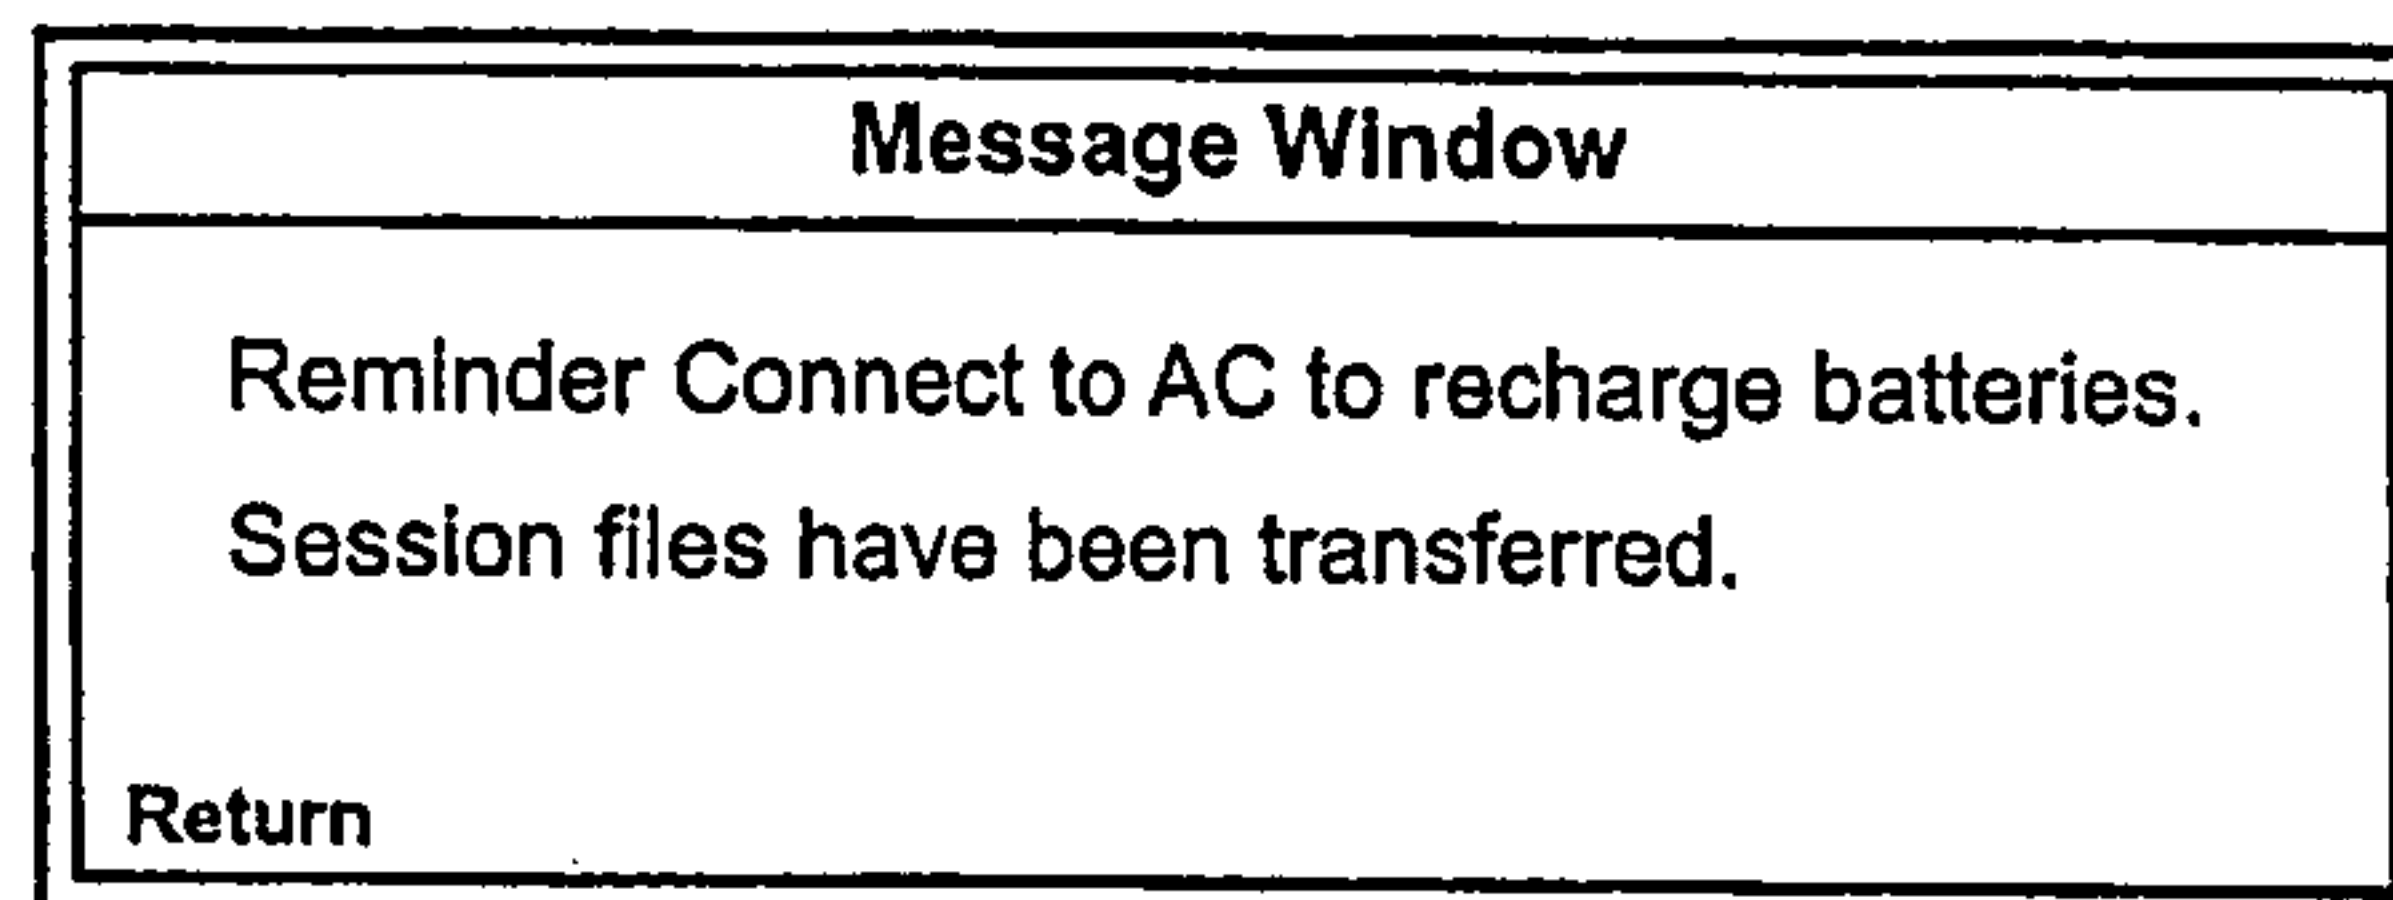 Message Window
Reminder Connect to AC to recharge batteries.
Session files have been transferred.
Return